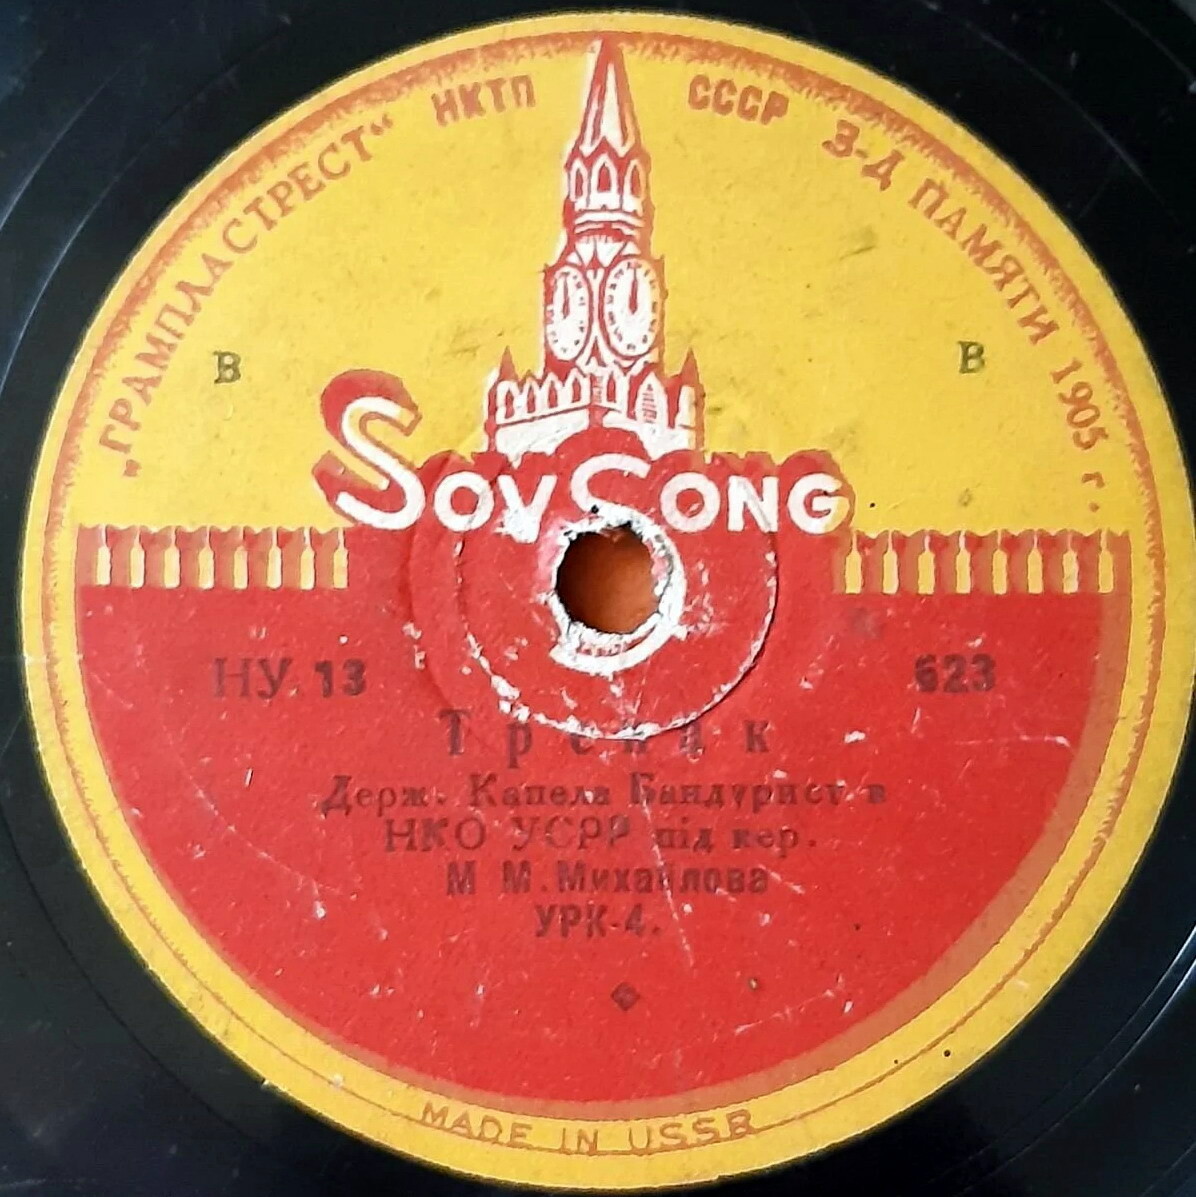 „ГРАМПЛАСТРЕСТ“ НКТП СССР З-Д ПАМЯТИ 1905 г.
В В
SOVSONG
НУ. 13 623
Трепак
Держ. Капела Бандурист в
НКО УСРР під кер.
М М. Михайлова
УРК-4.
MADE IN USSR